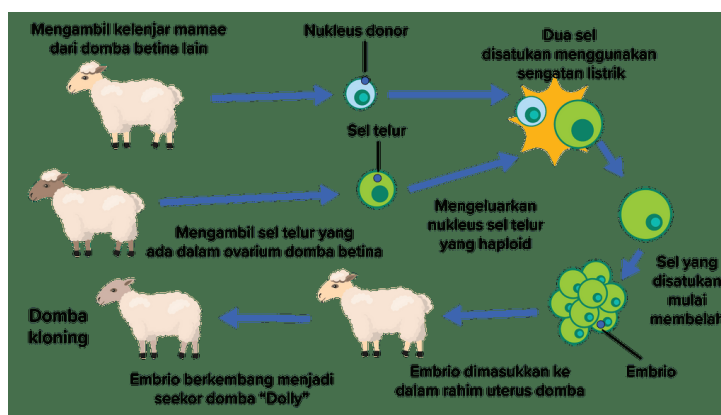 Mengambil kelenjar mamae
dari domba betina lain
Nukleus donor
Dua sel
disatukan menggunakan
sengatan listrik
Sel telur
Mengambil sel telur yang
ada dalam ovarium domba betina
Mengeluarkan
nukleus sel telur
yang haploid
Sel yang
disatukan
mulai
membelah
Domba
kloning
Embrio berkembang menjadi
seekor domba “Dolly”
Embrio dimasukkan ke
dalam rahim uterus domba
Embrio